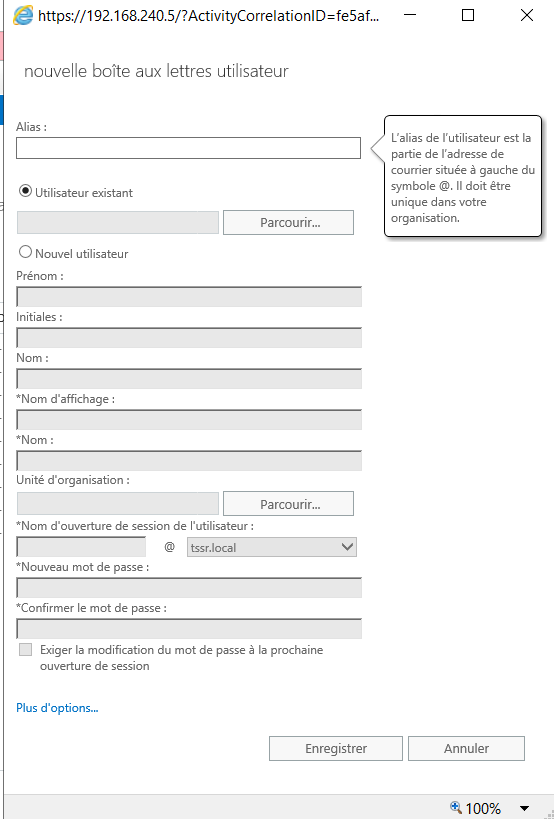 https://192.168.240.5/?ActivityCorrelationID=fe5af...
nouvelle boîte aux lettres utilisateur
Alias :
L'alias de l'utilisateur est la
partie de l'adresse de
courrier située à gauche du
symbole @. Il doit être
unique dans votre
organisation.
Utilisateur existant
Parcourir...
Nouvel utilisateur
Prénom :
Initiales :
Nom :
*Nom d'affichage :
*Nom :
Unité d'organisation :
Parcourir...
*Nom d'ouverture de session de l'utilisateur :
@ tssr.local
*Nouveau mot de passe :
*Confirmer le mot de passe :
Exiger la modification du mot de passe à la prochaine
ouverture de session
Plus d'options...
Enregistrer Annuler
100%